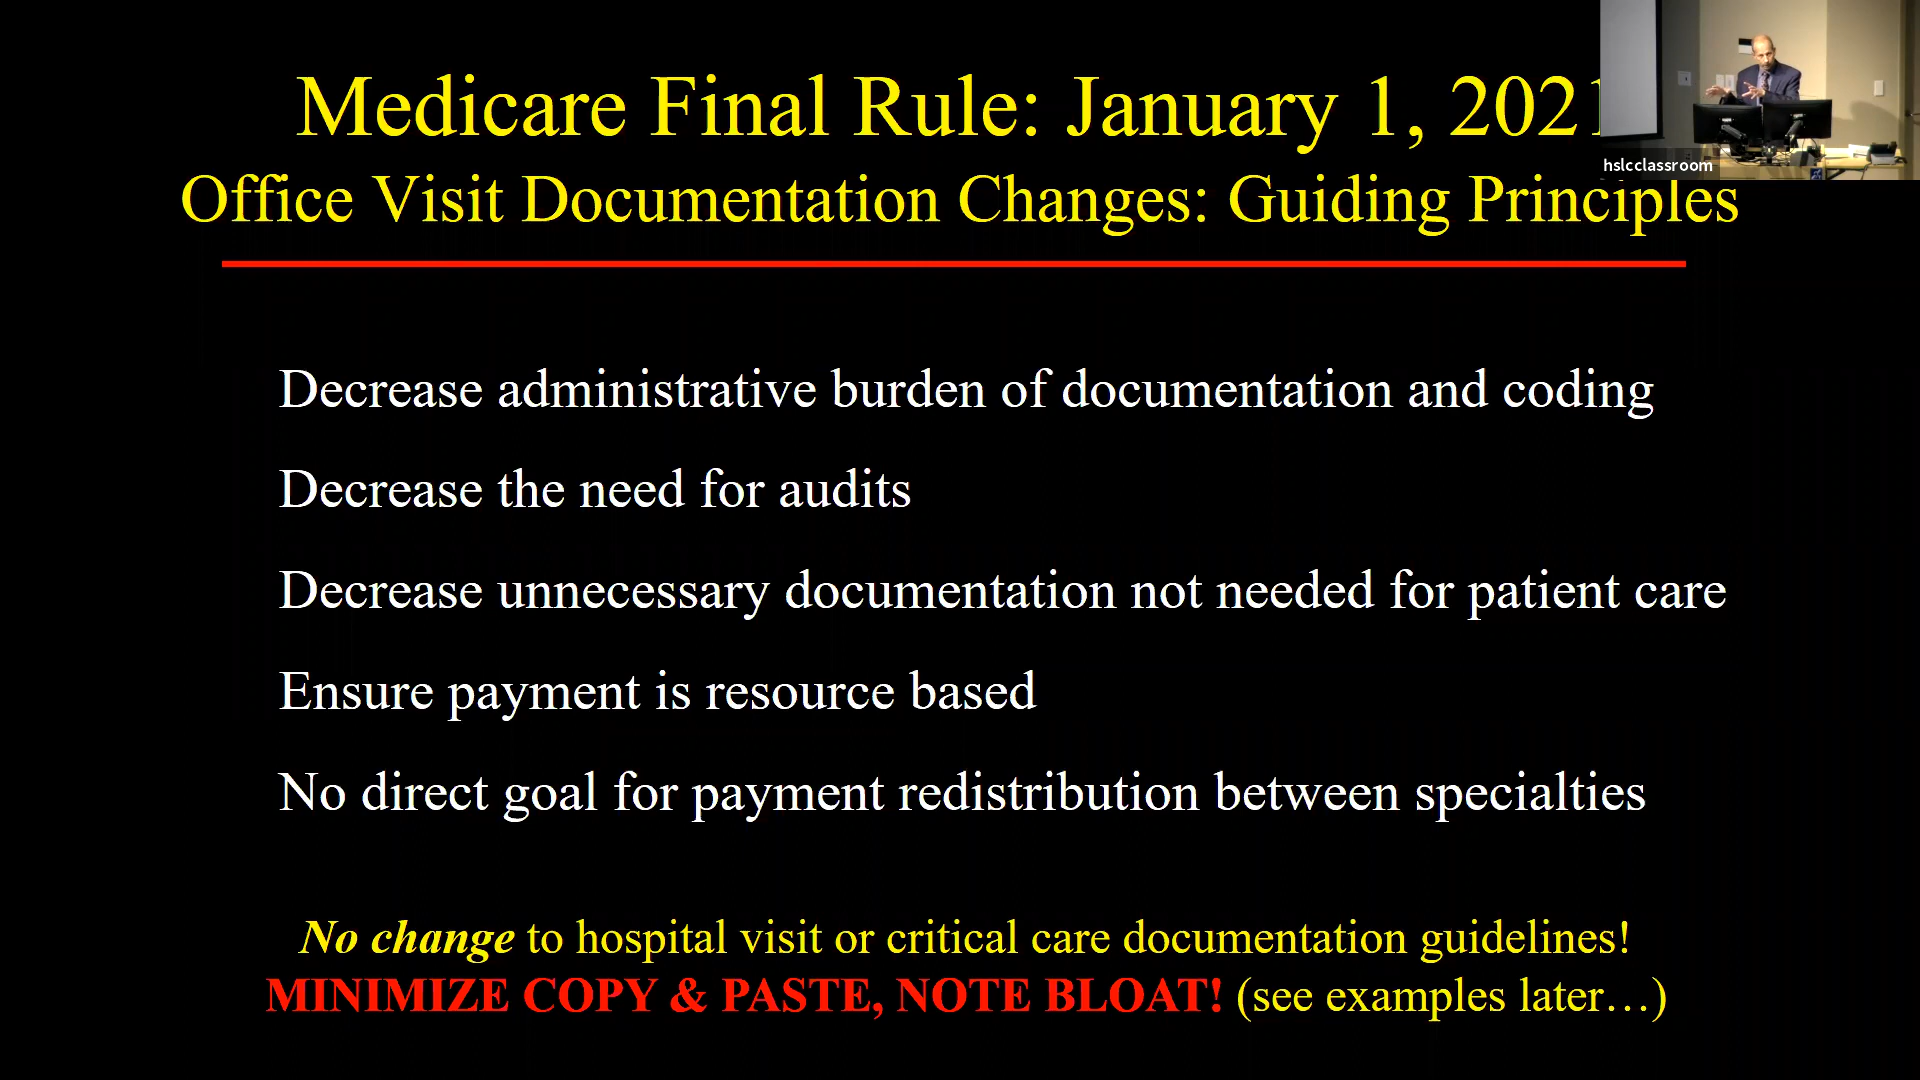 Medicare Final Rule: January 1, 2021
hslcclassroom
Office Visit Documentation Changes: Guiding Principles
Decrease administrative burden of documentation and coding
Decrease the need for audits
Decrease unnecessary documentation not needed for patient care
Ensure payment is resource based
No direct goal for payment redistribution between specialties
No change to hospital visit or critical care documentation guidelines!
MINIMIZE COPY & PASTE, NOTE BLOAT! (see examples later…)